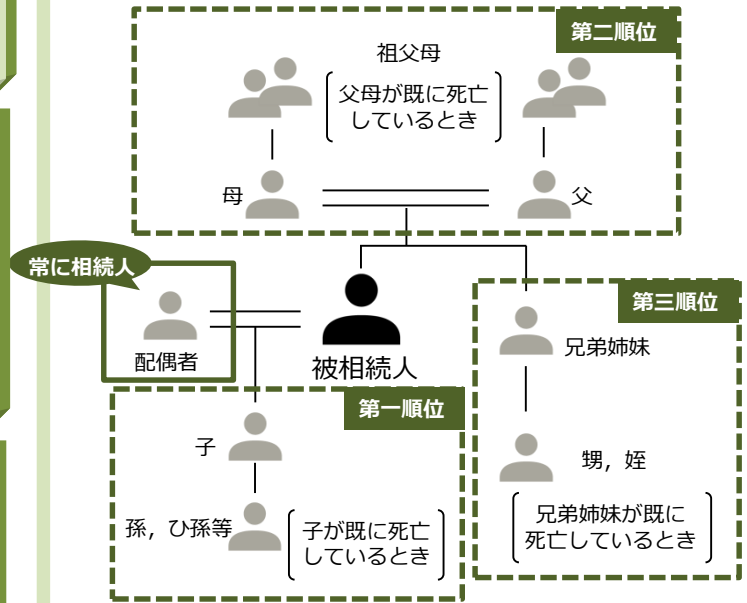 第二順位
祖父母
父母が既に死亡
しているとき
母
父
常に相続人
配偶者
被相続人
第三順位
兄弟姉妹
甥，姪
兄弟姉妹が既に
死亡しているとき
第一順位
子
孫，ひ孫等
子が既に死亡
しているとき